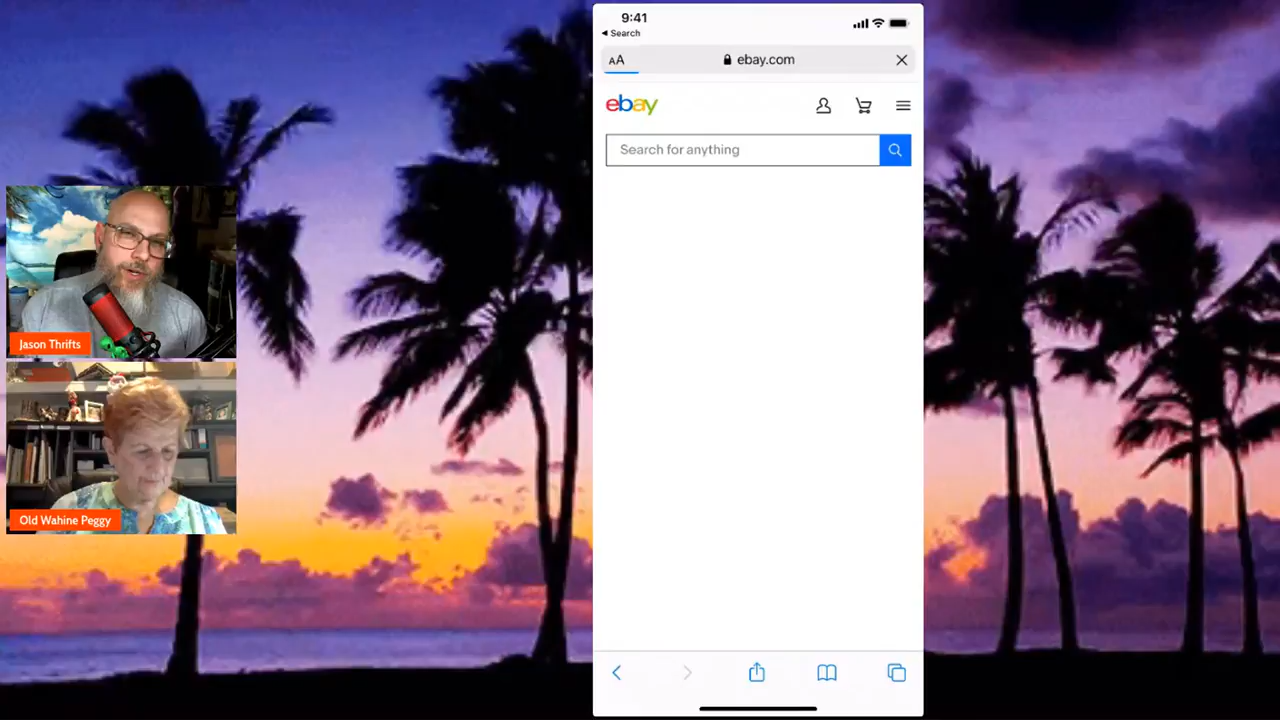 9:41
Search
AA
ebay.com
ebay
Search for anything
Jason Thrifts
Old Wahine Peggy